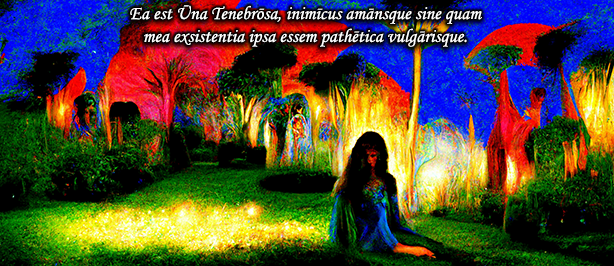 Ea est Ūna Tenebrōsa, inimīcus amānsque sine quam
mea exsistentia ipsa essem pathētica vulgārisque.